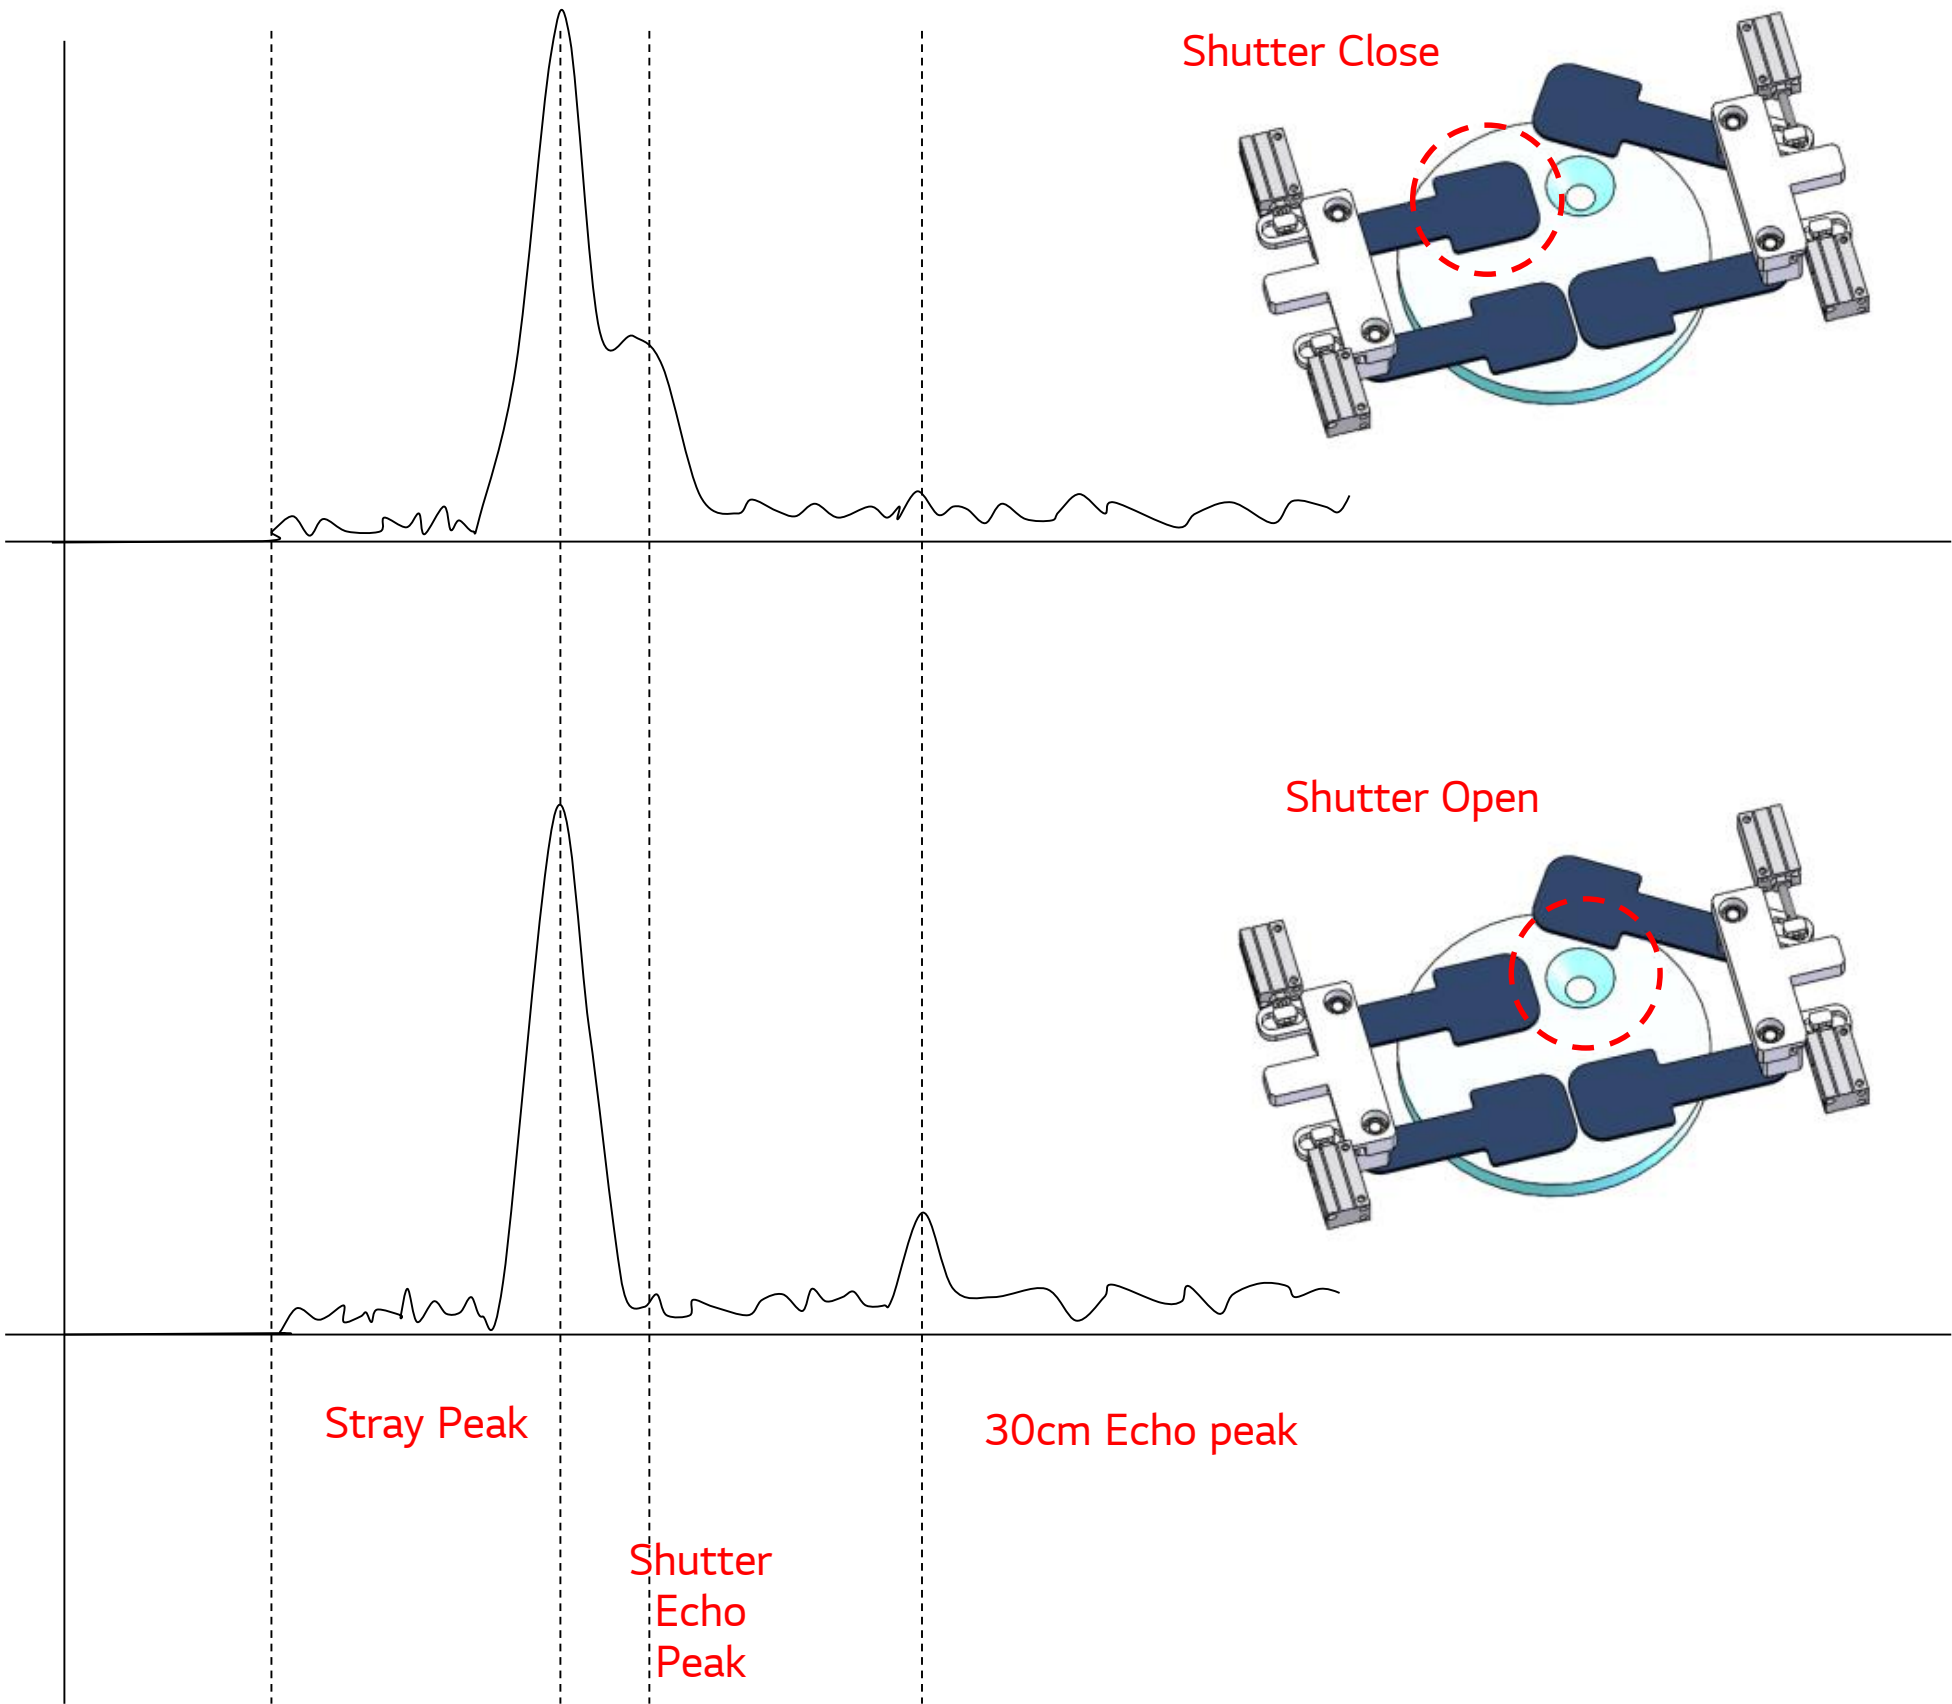 Shutter Close
Shutter Open
Stray Peak
30cm Echo peak
Shutter
Echo
Peak